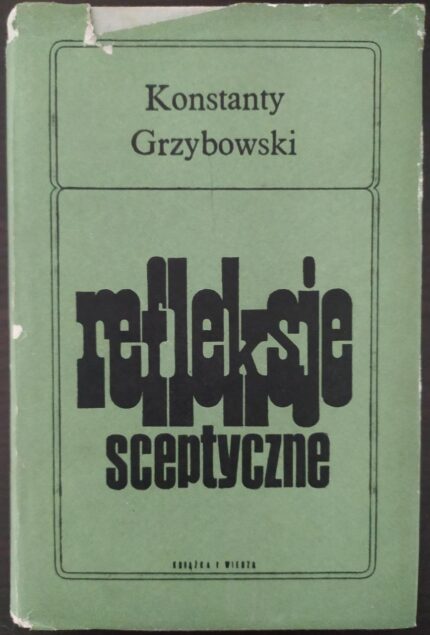 Konstanty
Grzybowski
refleksje
sceptyczne
KSIĄŻKA I WIEDZA